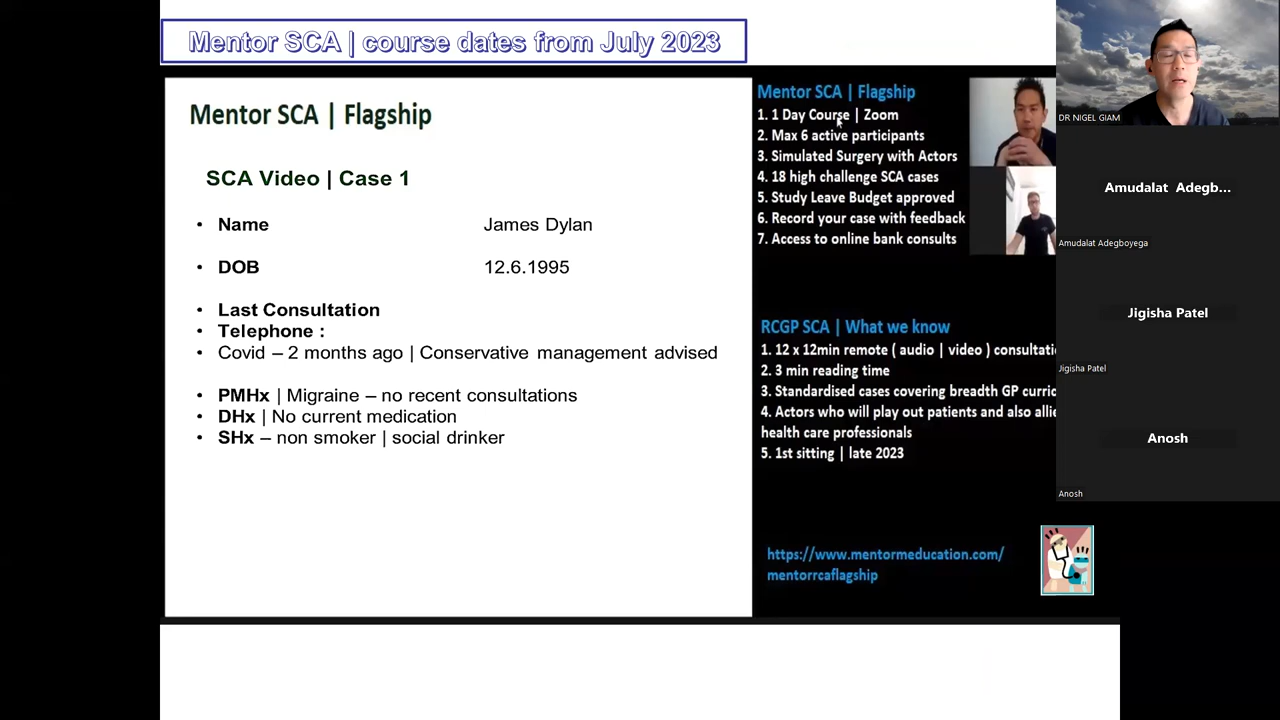 Mentor SCA | course dates from July 2023
Mentor SCA | Flagship
SCA Video | Case 1
• Name James Dylan
• DOB 12.6.1995
• Last Consultation
• Telephone :
• Covid – 2 months ago | Conservative management advised
• PMHx | Migraine – no recent consultations
• DHx | No current medication
• SHx – non smoker | social drinker
Mentor SCA | Flagship
1. 1 Day Course | Zoom
2. Max 6 active participants
3. Simulated Surgery with Actors
4. 18 high challenge SCA cases
5. Study Leave Budget approved
6. Record your case with feedback
7. Access to online bank consults
RCGP SCA | What we know
1. 12 x 12min remote ( audio | video ) consultati
2. 3 min reading time
3. Standardised cases covering breadth GP curric
4. Actors who will play out patients and also allie
health care professionals
5. 1st sitting | late 2023
https://www.mentormeducation.com/
mentorrcaflagship
DR NIGEL GIAM
Amudalat Adegb...
Amudalat Adegboyega
Jigisha Patel
Jigisha Patel
Anosh
Anosh